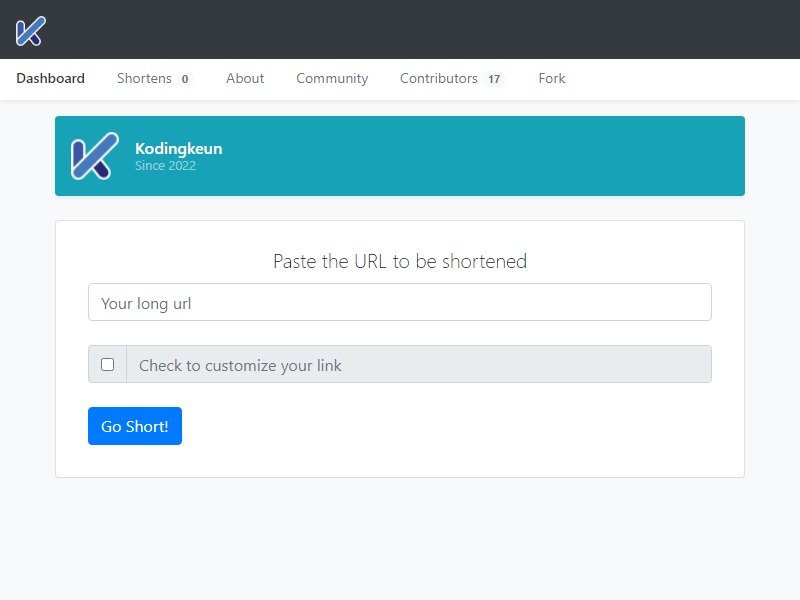 Dashboard Shortens 0 About Community Contributors 17 Fork
Kodingkeun
Since 2022
Paste the URL to be shortened
Your long url
Check to customize your link
Go Short!